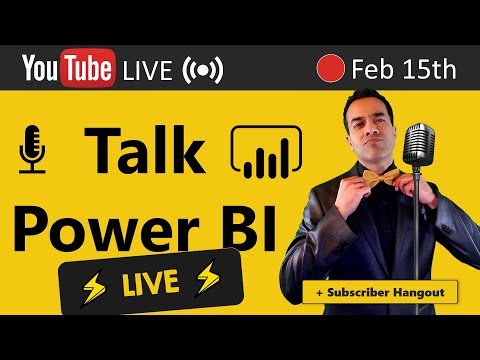 YouTube LIVE
Feb 15th
Talk
Power BI
LIVE
+ Subscriber Hangout